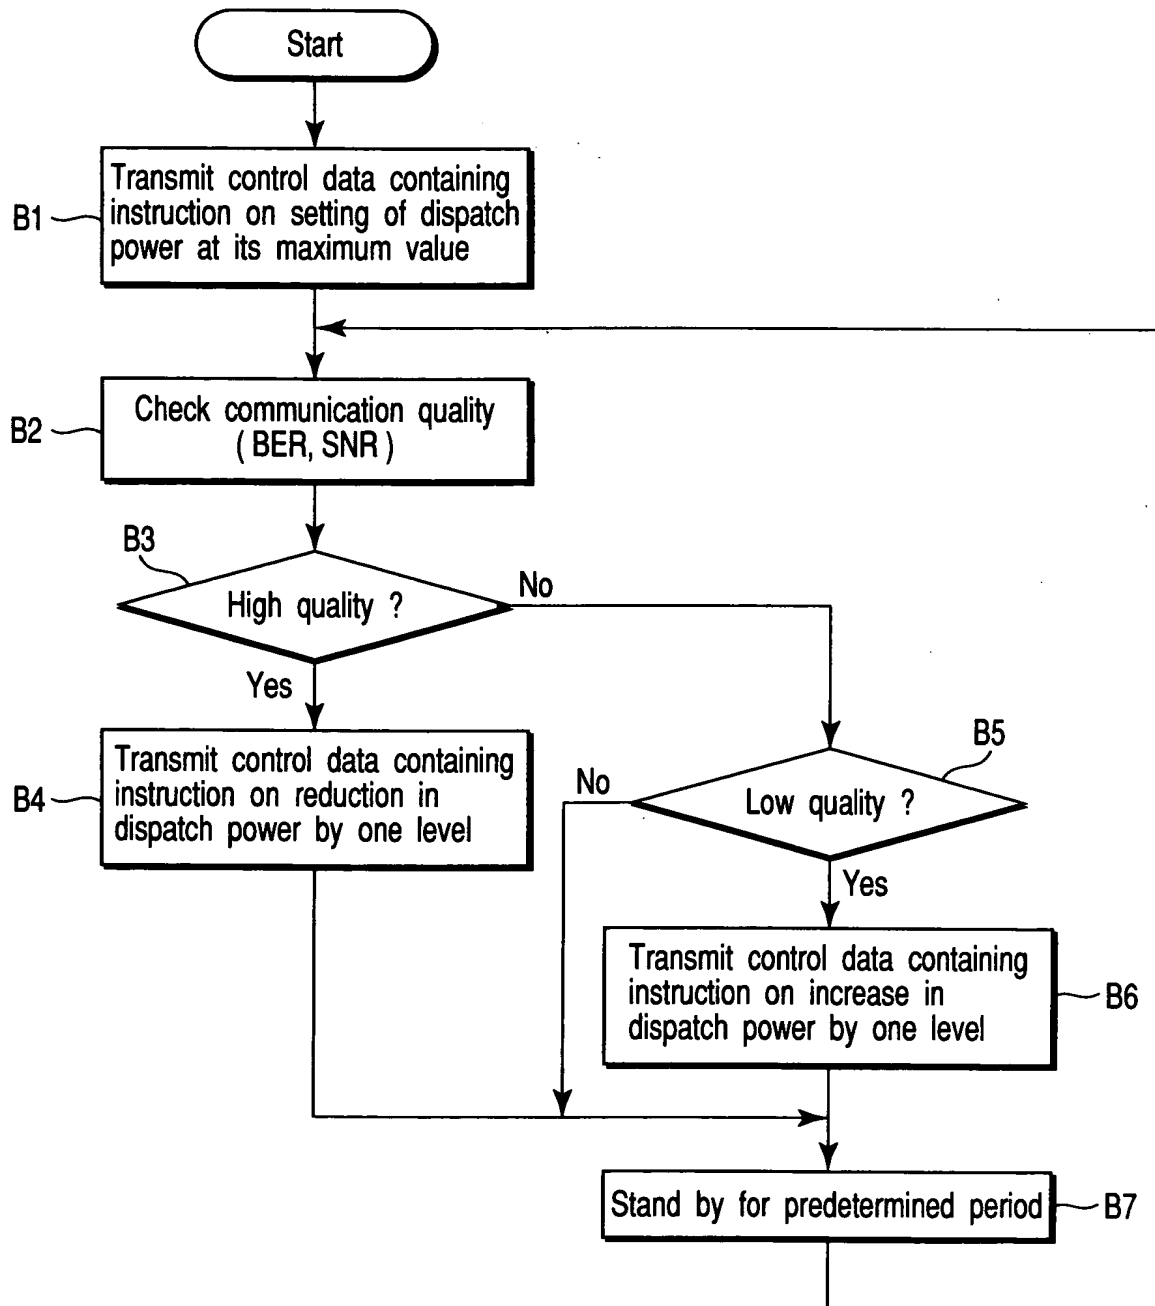 Start
Transmit control data containing
instruction on setting of dispatch
power at its maximum value
B1
Check communication quality
( BER, SNR )
B2
B3
High quality ?
No
Yes
Transmit control data containing
instruction on reduction in
dispatch power by one level
B4
B5
Low quality ?
No
Yes
Transmit control data containing
instruction on increase in
dispatch power by one level
B6
Stand by for predetermined period
B7